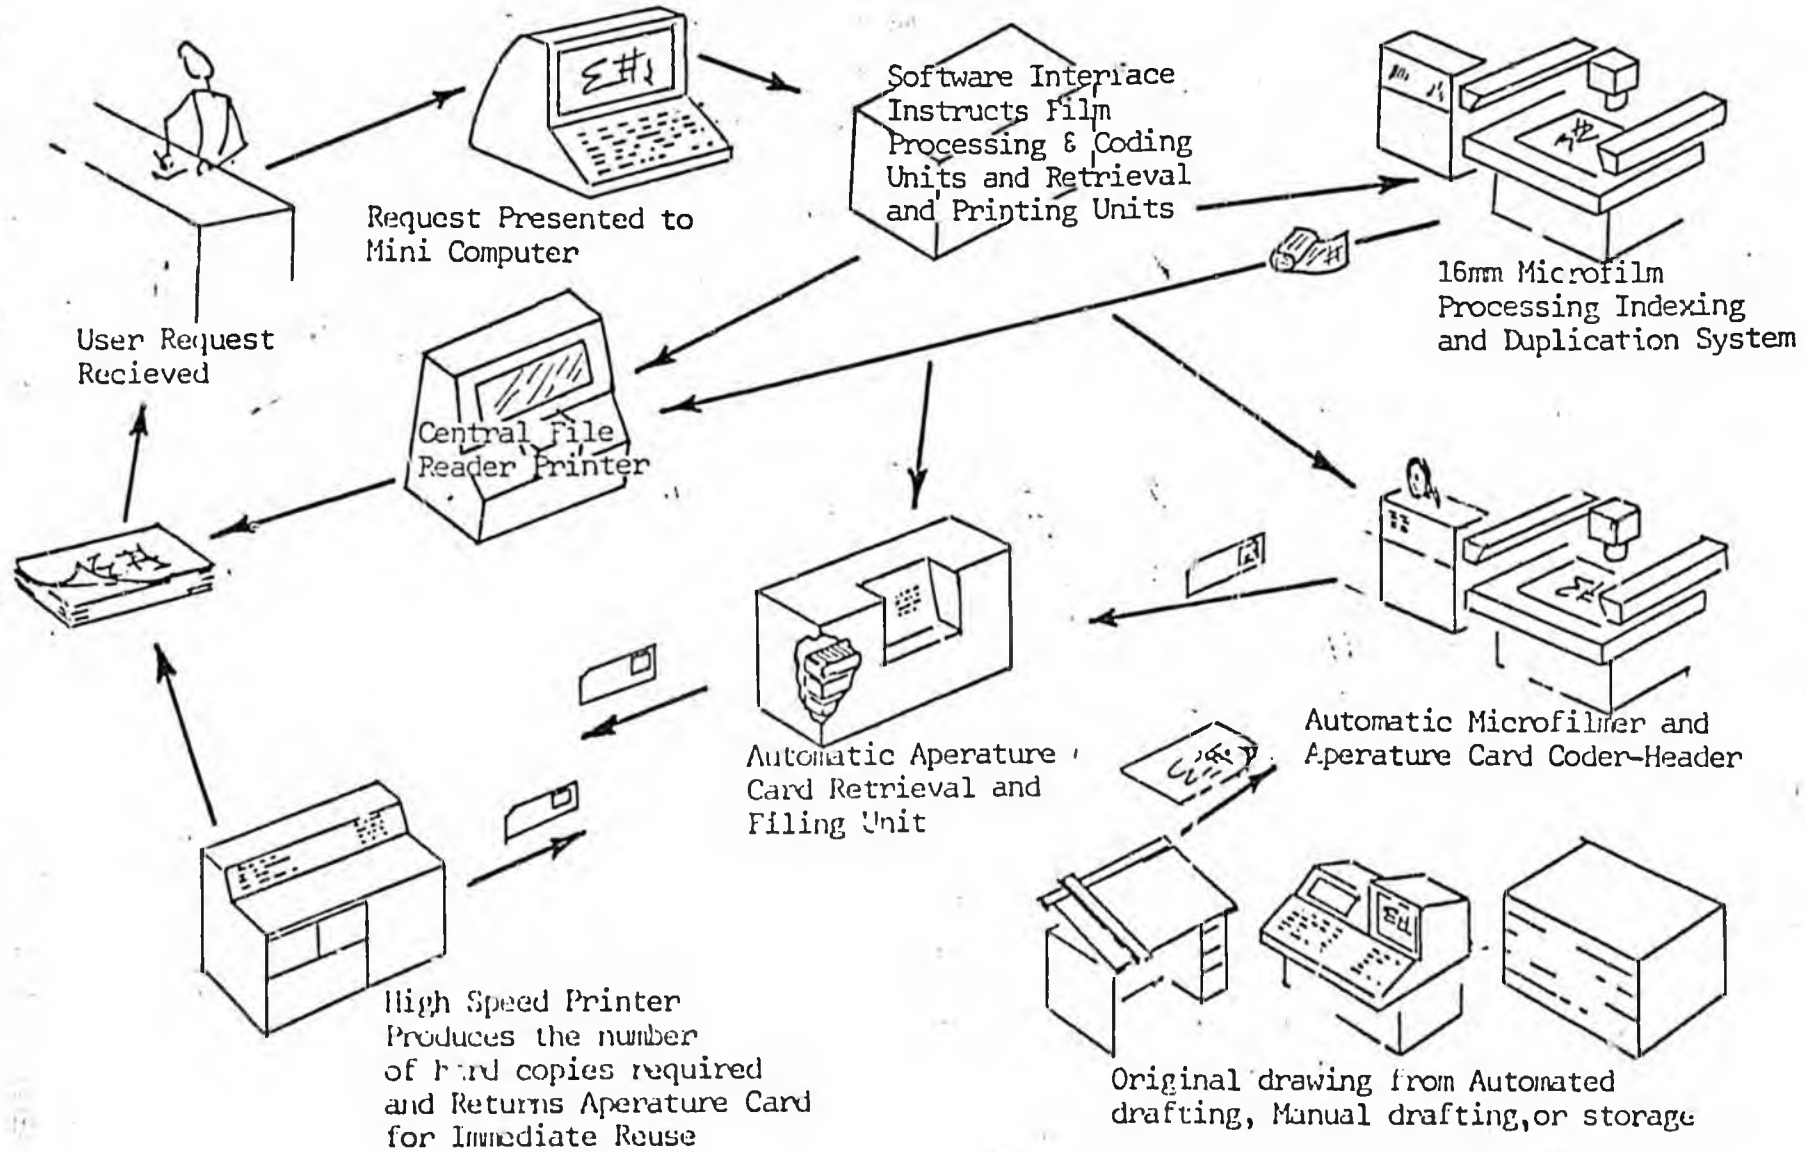 Software Interface
Instructs Film
Processing & Coding
Units and Retrieval
and Printing Units
Request Presented to
Mini Computer
16mm Microfilm
Processing Indexing
and Duplication System
User Request
Recieved
Central File
Reader Printer
Automatic Microfilmer and
Aperature Card Coder-Header
Automatic Aperature
Card Retrieval and
Filing Unit
High Speed Printer
Produces the number
of hard copies required
and Returns Aperature Card
for Immediate Reuse
Original drawing from Automated
drafting, Manual drafting,or storage